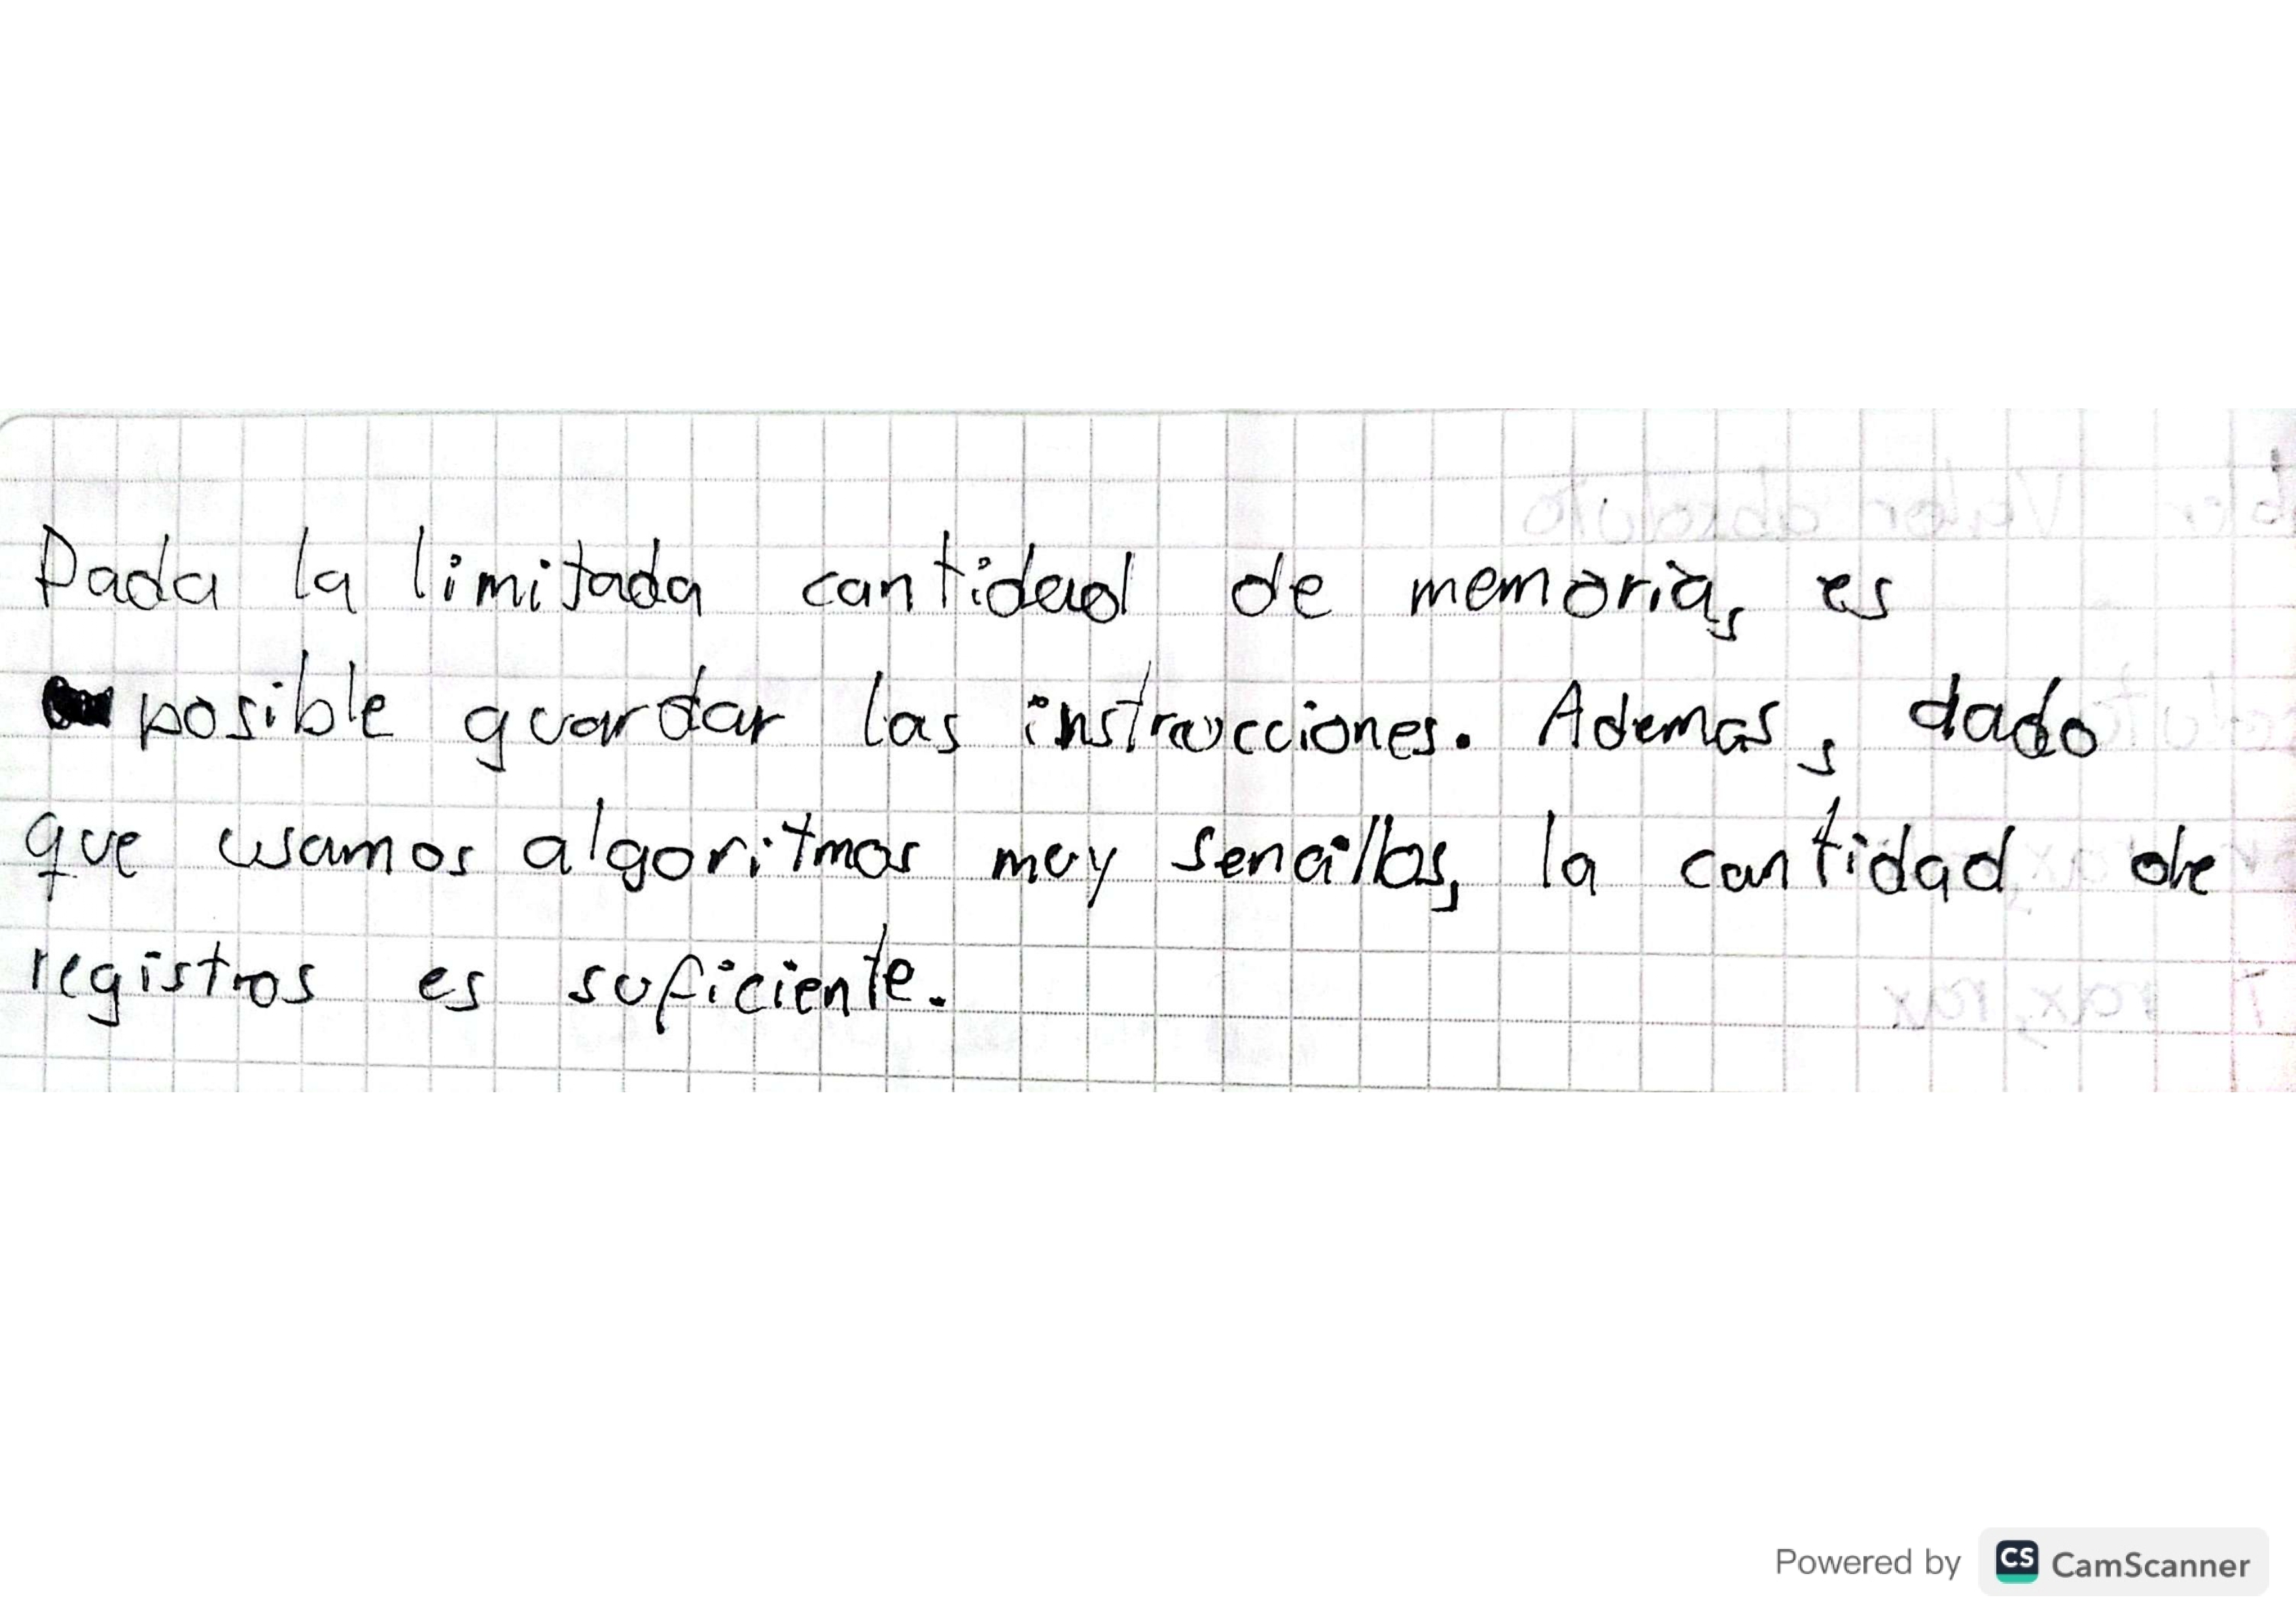 Dada la limitada cantidad de memoria, es
posible guardar las instrucciones. Ademas, dado
que usamos algoritmos muy sencillos, la cantidad de
registros es suficiente.
Powered by CS CamScanner